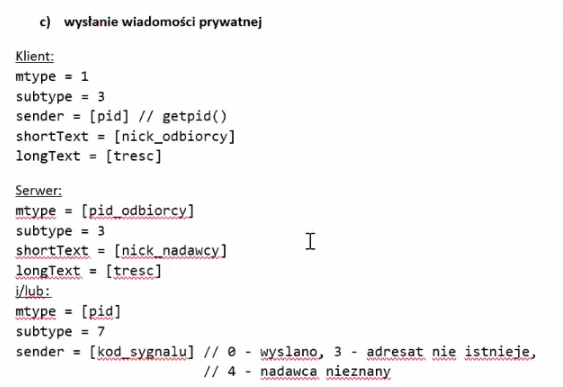 c) wysłanie wiadomości prywatnej
Klient:
mtype = 1
subtype = 3
sender = [pid] // getpid()
shortText = [nick_odbiorcy]
longText = [tresc]
Serwer:
mtype = [pid_odbiorcy]
subtype = 3
shortText = [nick_nadawcy]
longText = [tresc]
i/lub:
mtype = [pid]
subtype = 7
sender = [kod_sygnalu] // 0 - wyslano, 3 - adresat nie istnieje,
// 4 - nadawca nieznany